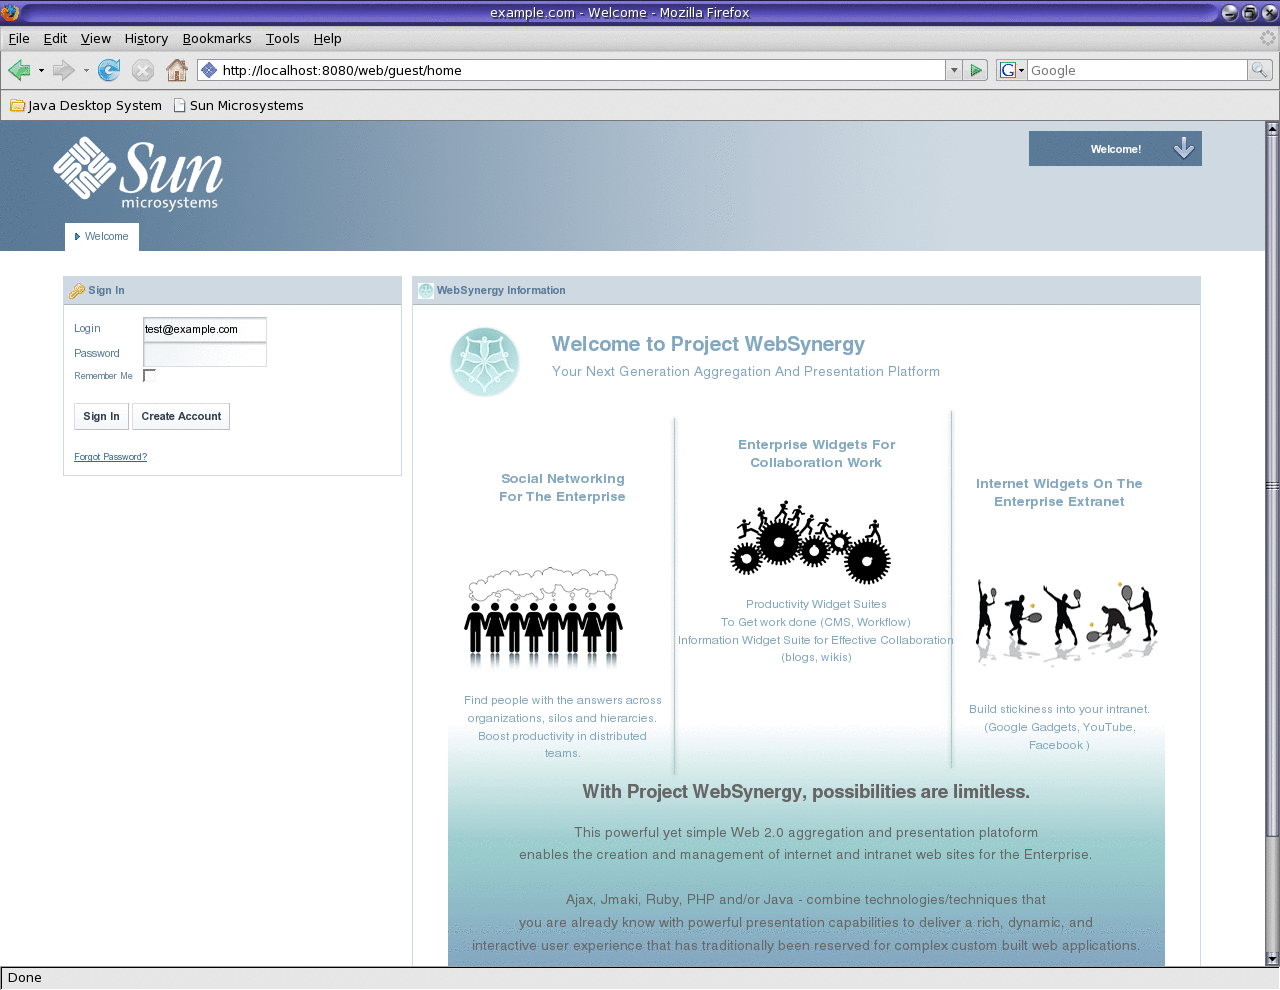 example.com - Welcome - Mozilla Firefox
File Edit View History Bookmarks Tools Help
http://localhost:8080/web/guest/home
G Google
Java Desktop System Sun Microsystems
Sun
microsystems
Welcome!
Welcome
Sign In
Login test@example.com
Password
Remember Me
Sign In Create Account
Forgot Password?
WebSynergy Information
Welcome to Project WebSynergy
Your Next Generation Aggregation And Presentation Platform
Social Networking
For The Enterprise
Find people with the answers across
organizations, silos and hierarcies.
Boost productivity in distributed
teams.
Enterprise Widgets For
Collaboration Work
Productivity Widget Suites
To Get work done (CMS, Workflow)
Information Widget Suite for Effective Collaboration
(blogs, wikis)
Internet Widgets On The
Enterprise Extranet
Build stickiness into your intranet.
(Google Gadgets, YouTube,
Facebook )
With Project WebSynergy, possibilities are limitless.
This powerful yet simple Web 2.0 aggregation and presentation platoform
enables the creation and management of internet and intranet web sites for the Enterprise.
Ajax, Jmaki, Ruby, PHP and/or Java - combine technologies/techniques that
you are already know with powerful presentation capabilities to deliver a rich, dynamic, and
interactive user experience that has traditionally been reserved for complex custom built web applications.
Done